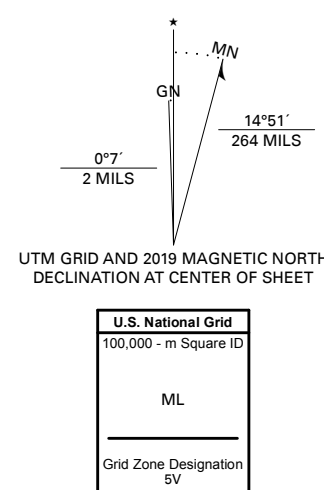 ★
MN
GN
14°51´
264 MILS
0°7´
2 MILS
UTM GRID AND 2019 MAGNETIC NORTH
DECLINATION AT CENTER OF SHEET
U.S. National Grid
100,000 - m Square ID
ML
Grid Zone Designation
5V